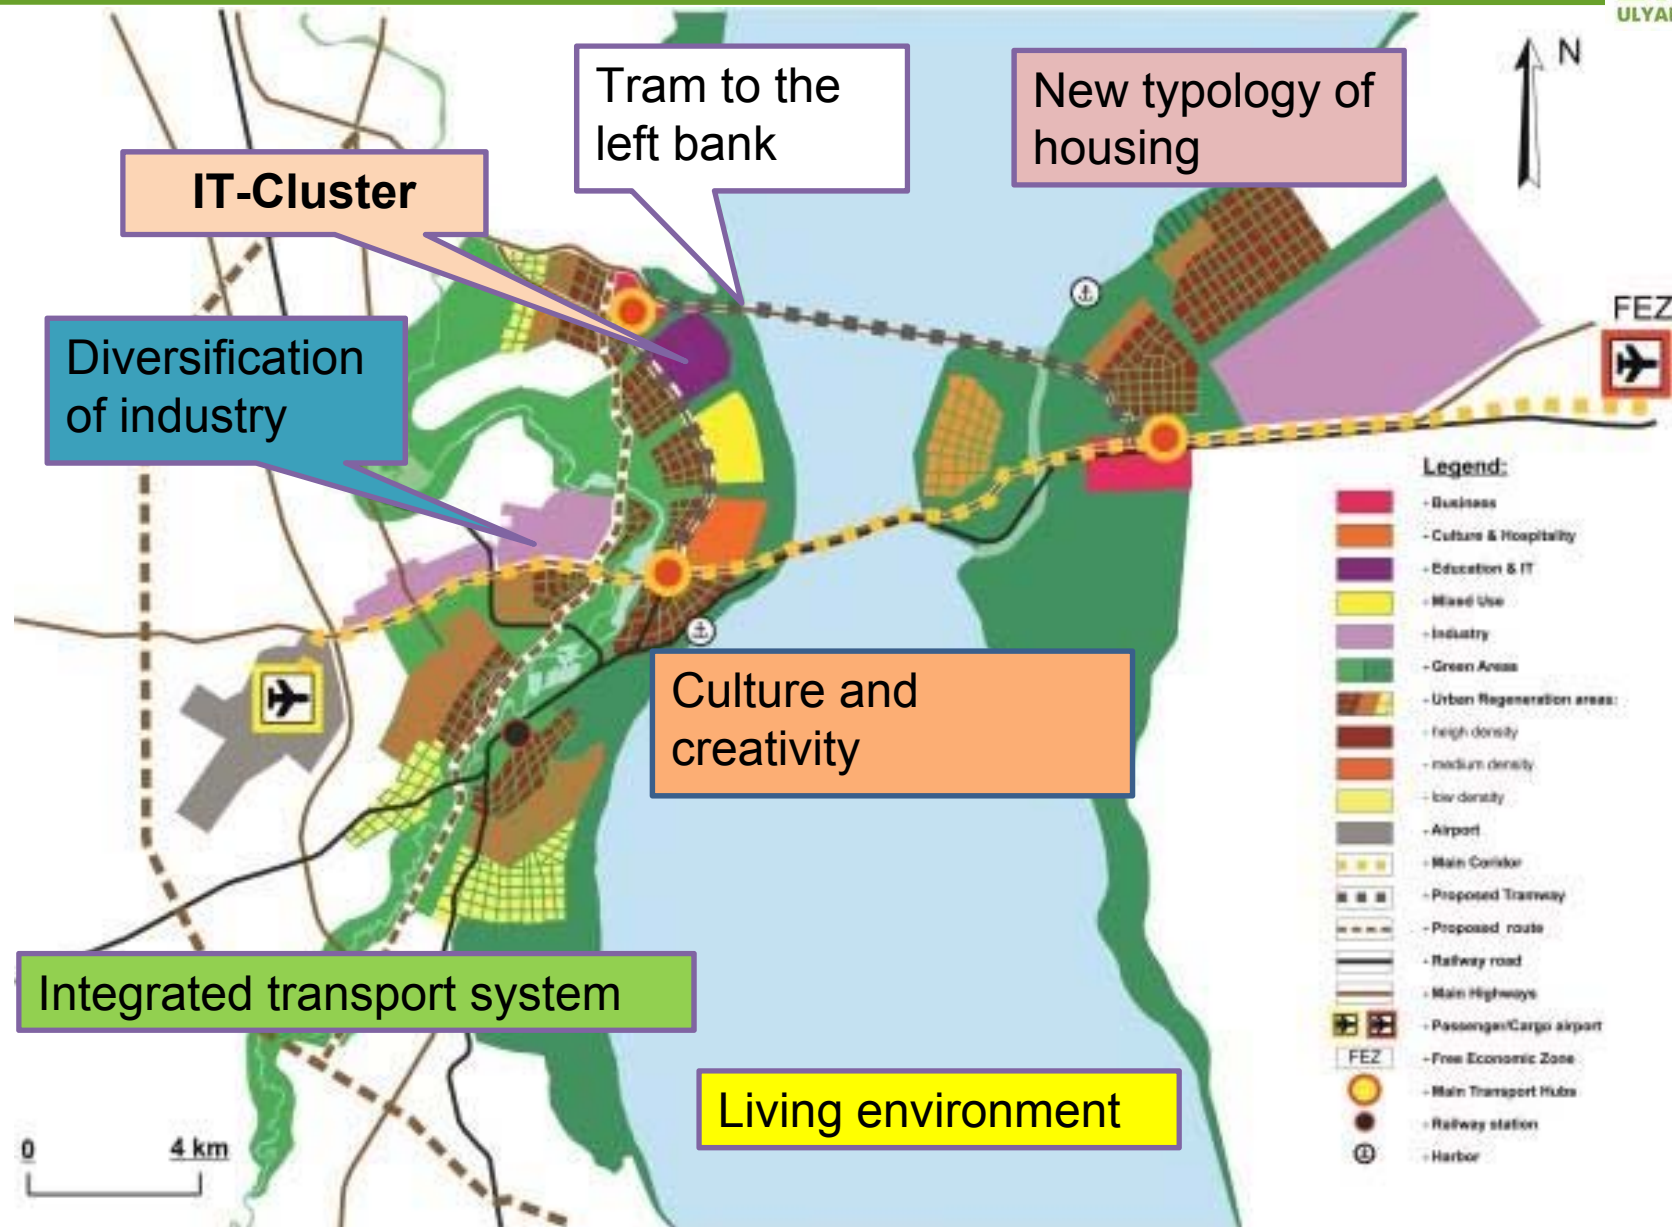 N
Tram to the
left bank
New typology of
housing
IT-Cluster
Diversification
of industry
FEZ
Culture and
creativity
Integrated transport system
Living environment
0 4 km
Legend:
- Business
- Culture & Hospitality
- Education & IT
- Mixed Use
- Industry
- Green Areas
- Urban Regeneration areas:
- heigh density
- medium density
- low density
- Airport
- Main Corridor
- Proposed Tramway
- Proposed route
- Railway road
- Main Highways
- Passenger/Cargo airport
FEZ - Free Economic Zone
- Main Transport Hubs
- Railway station
- Harbor